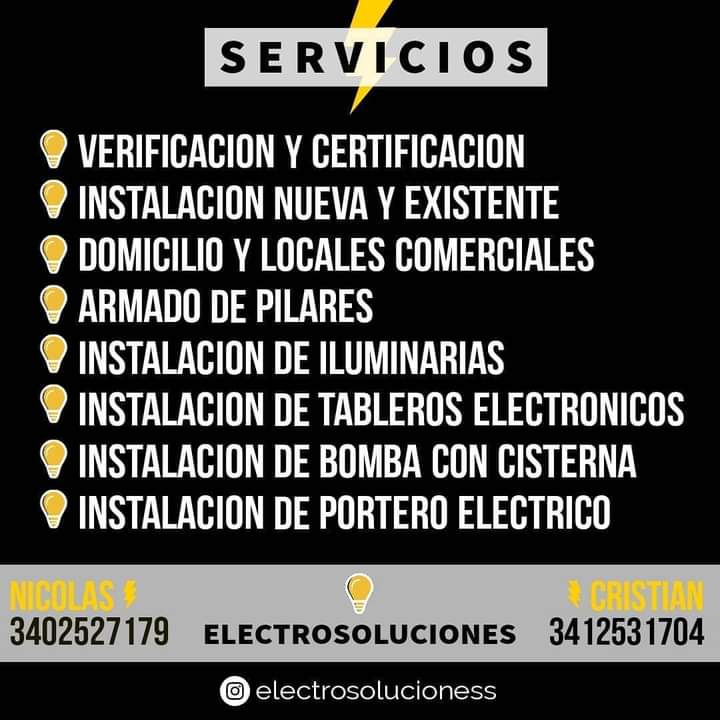 SERVICIOS
VERIFICACION Y CERTIFICACION
INSTALACION NUEVA Y EXISTENTE
DOMICILIO Y LOCALES COMERCIALES
ARMADO DE PILARES
INSTALACION DE ILUMINARIAS
INSTALACION DE TABLEROS ELECTRONICOS
INSTALACION DE BOMBA CON CISTERNA
INSTALACION DE PORTERO ELECTRICO
NICOLAS
3402527179
ELECTROSOLUCIONES
CRISTIAN
3412531704
electrosolucioness